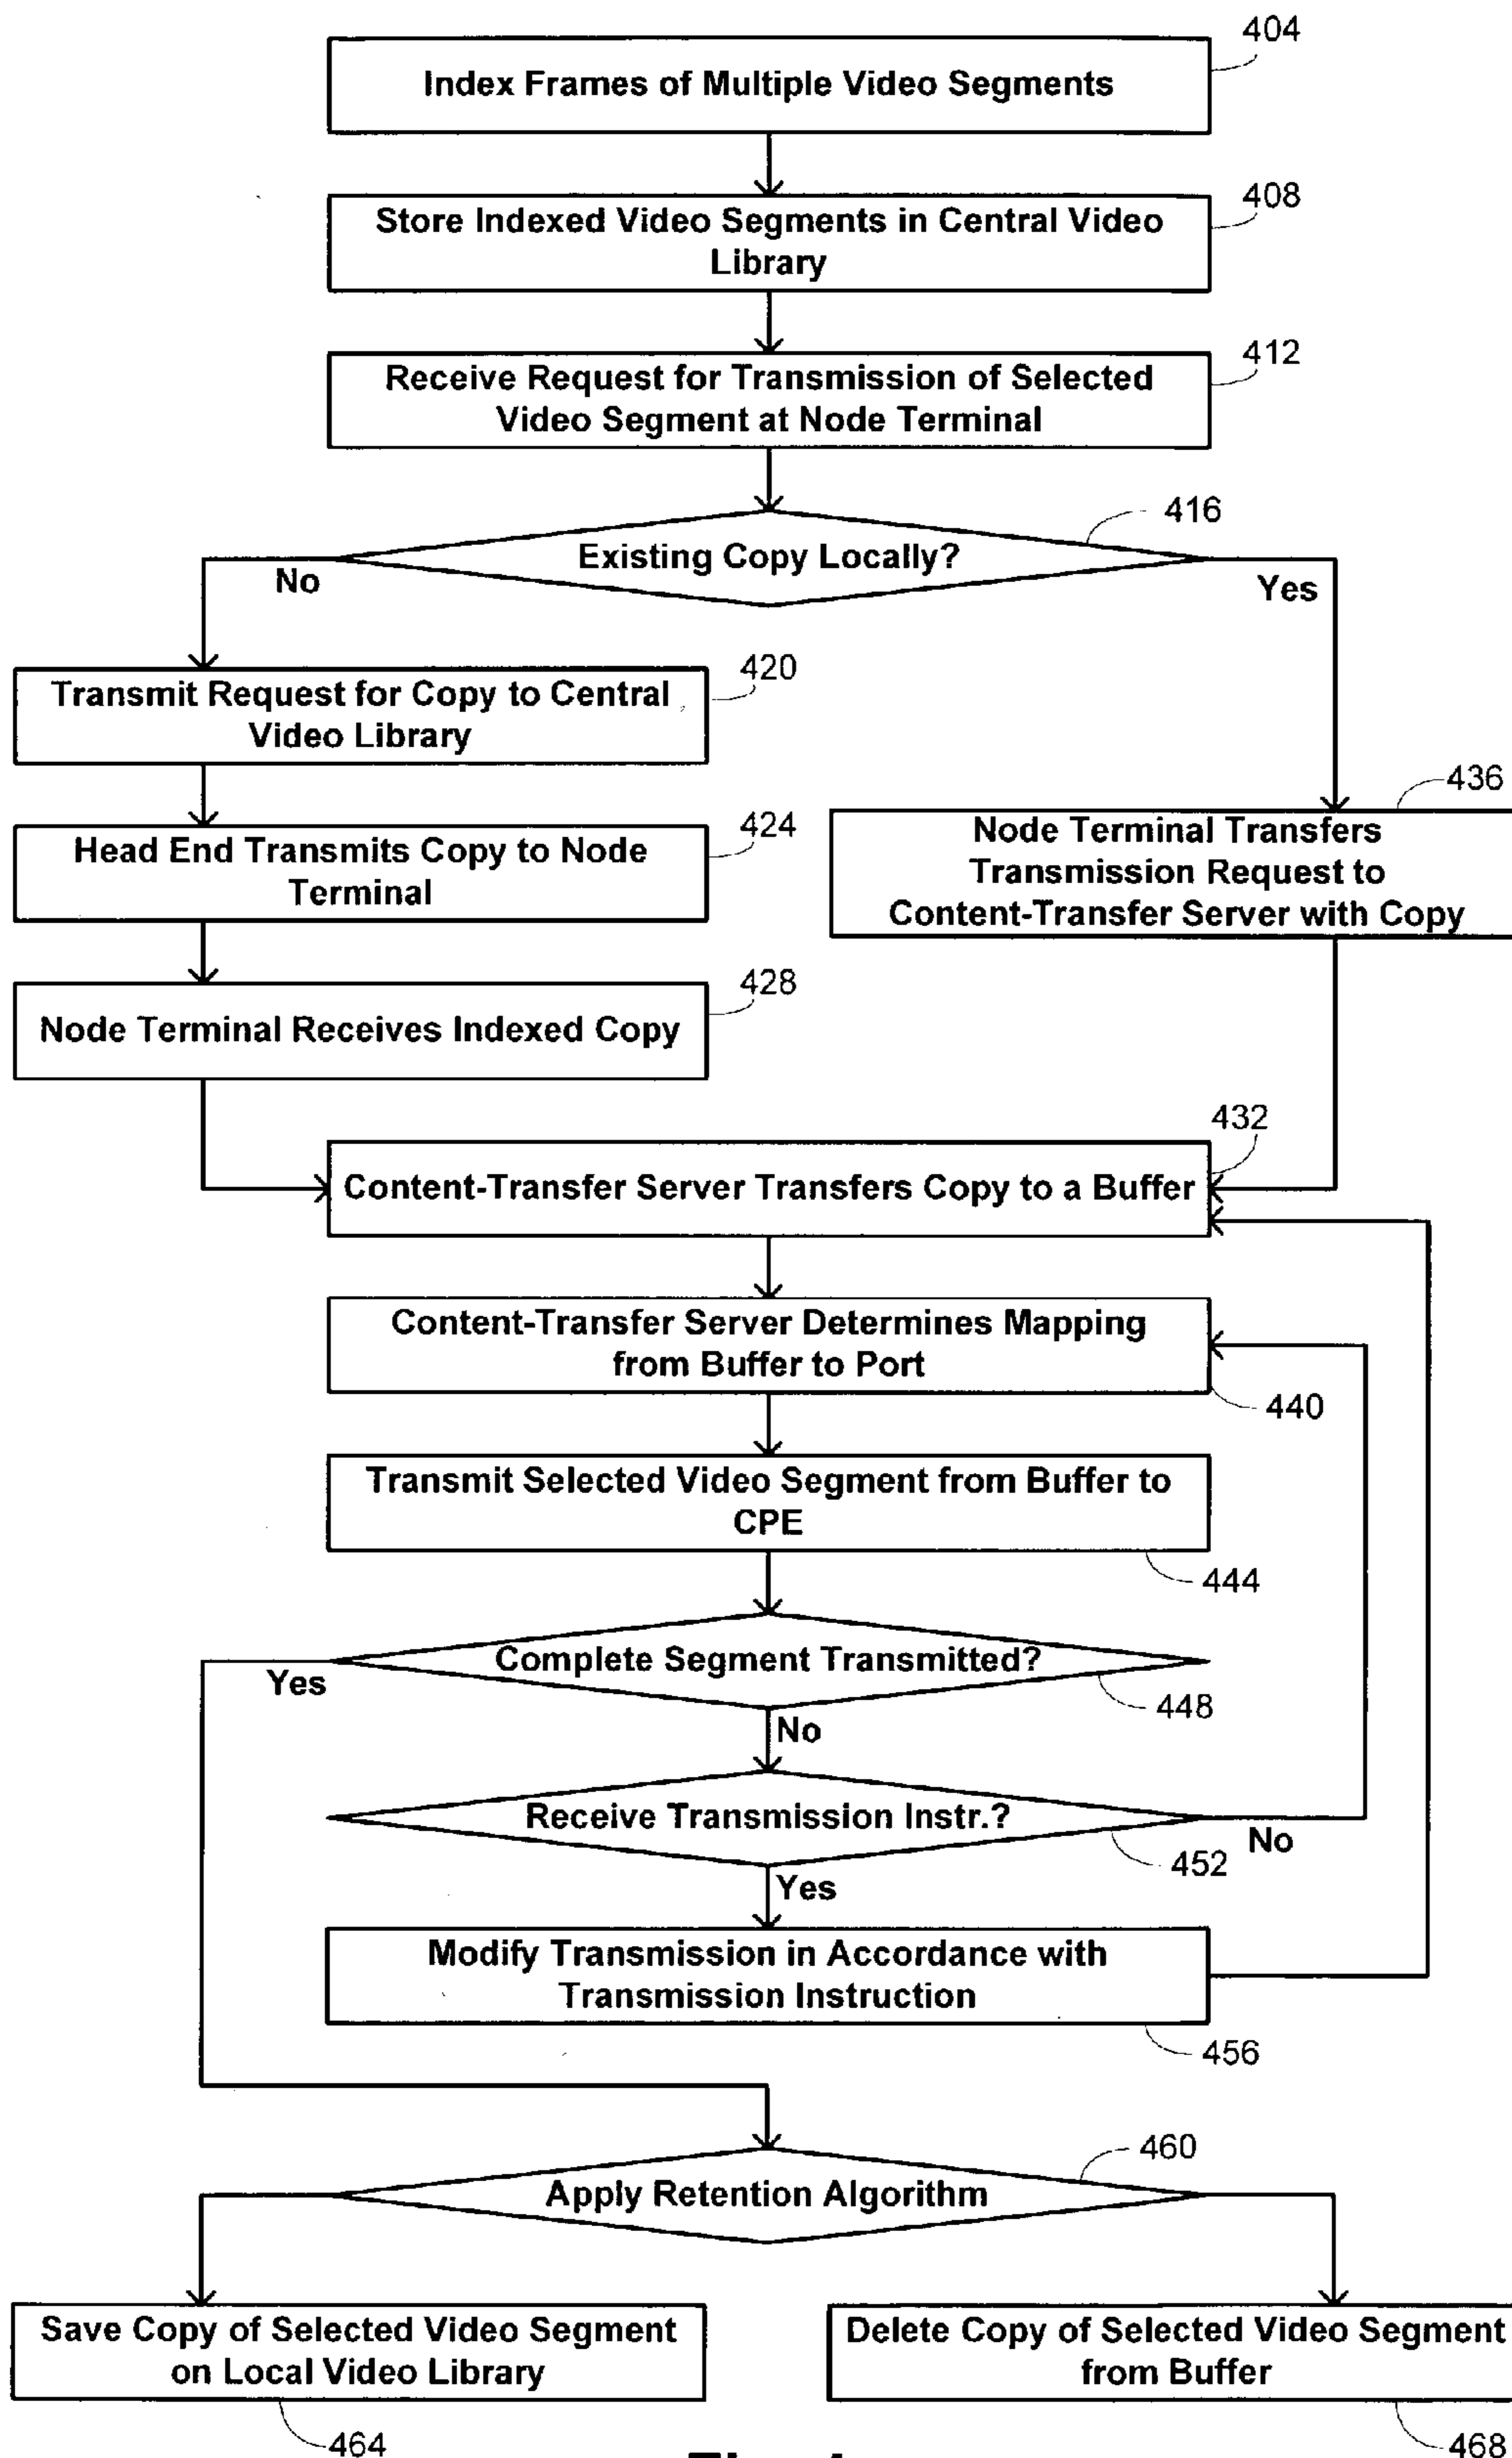 404
Index Frames of Multiple Video Segments
408
Store Indexed Video Segments in Central Video
Library
412
Receive Request for Transmission of Selected
Video Segment at Node Terminal
416
Existing Copy Locally?
No
Yes
420
Transmit Request for Copy to Central
Video Library
436
Node Terminal Transfers
Transmission Request to
Content-Transfer Server with Copy
424
Head End Transmits Copy to Node
Terminal
428
Node Terminal Receives Indexed Copy
432
Content-Transfer Server Transfers Copy to a Buffer
Content-Transfer Server Determines Mapping
from Buffer to Port
440
Transmit Selected Video Segment from Buffer to
CPE
444
Complete Segment Transmitted?
Yes
448
No
Receive Transmission Instr.?
No
452
Yes
Modify Transmission in Accordance with
Transmission Instruction
456
460
Apply Retention Algorithm
Save Copy of Selected Video Segment
on Local Video Library
464
Delete Copy of Selected Video Segment
from Buffer
468